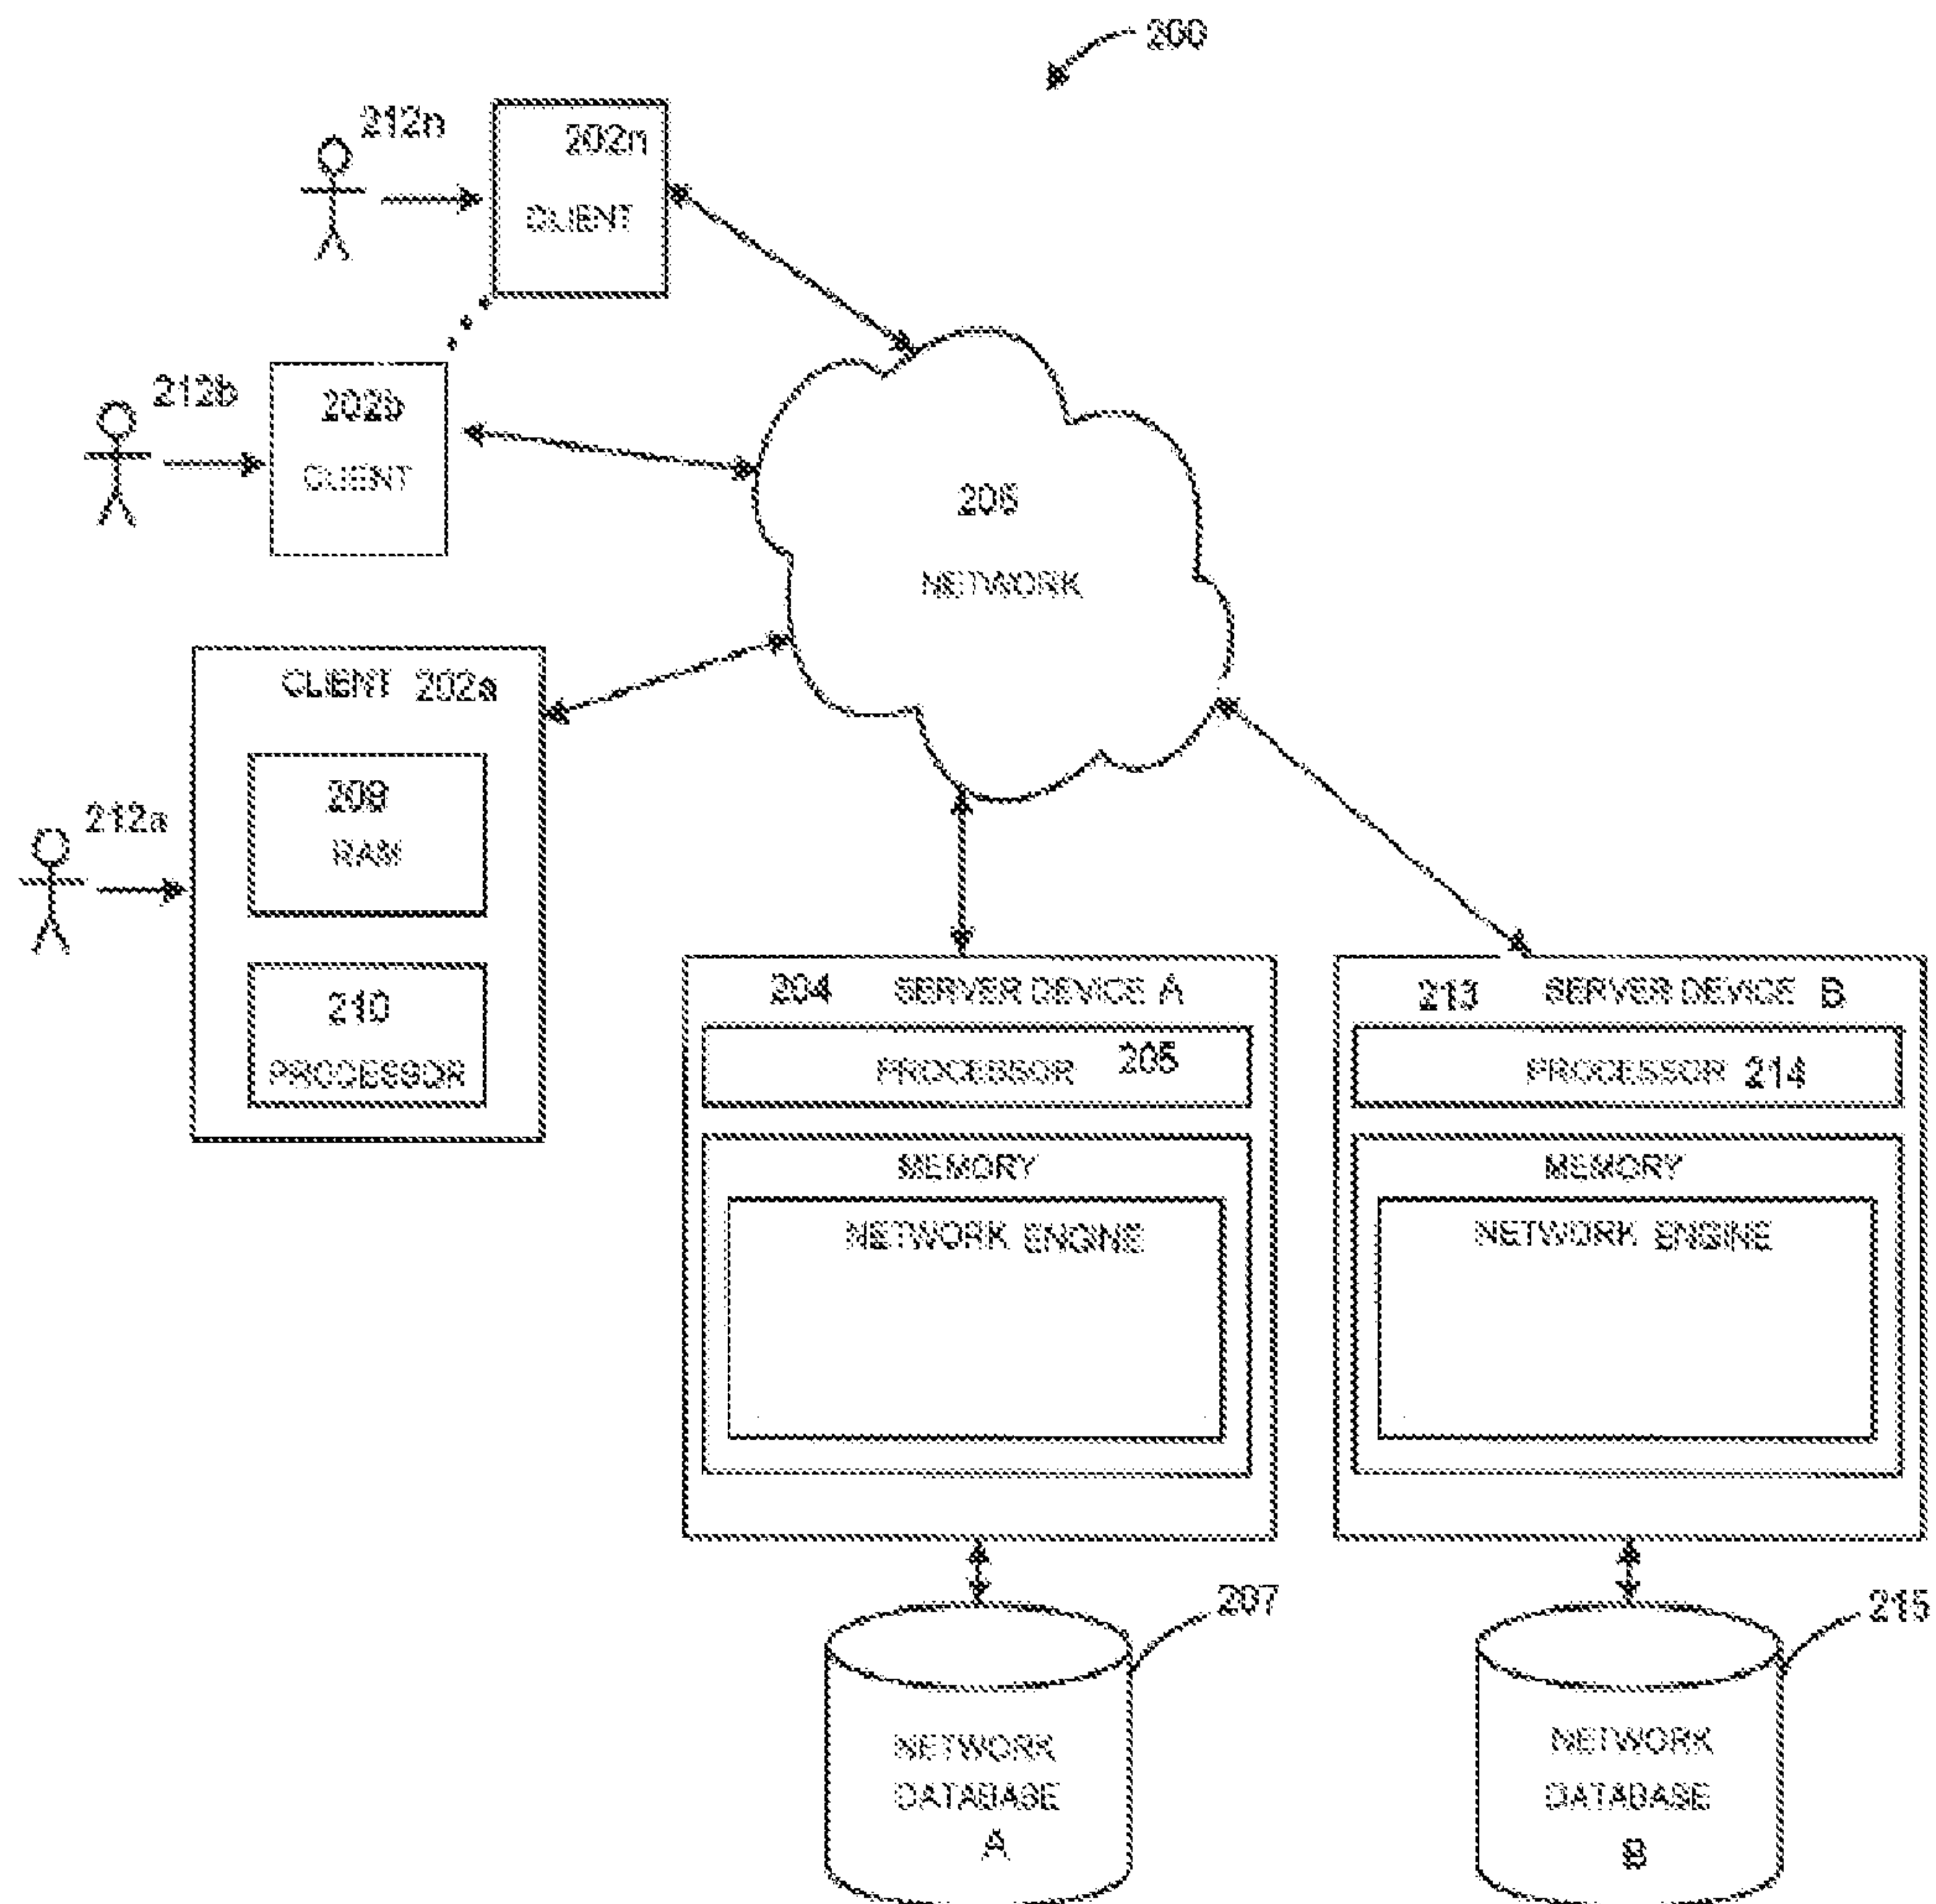 200
212n
202n
CLIENT
212b
202b
CLIENT
206
NETWORK
CLIENT 202a
209
RAM
212a
210
PROCESSOR
204 SERVER DEVICE A
PROCESSOR 205
MEMORY
NETWORK ENGINE
213 SERVER DEVICE B
PROCESSOR 214
MEMORY
NETWORK ENGINE
207
NETWORK
DATABASE
A
215
NETWORK
DATABASE
B